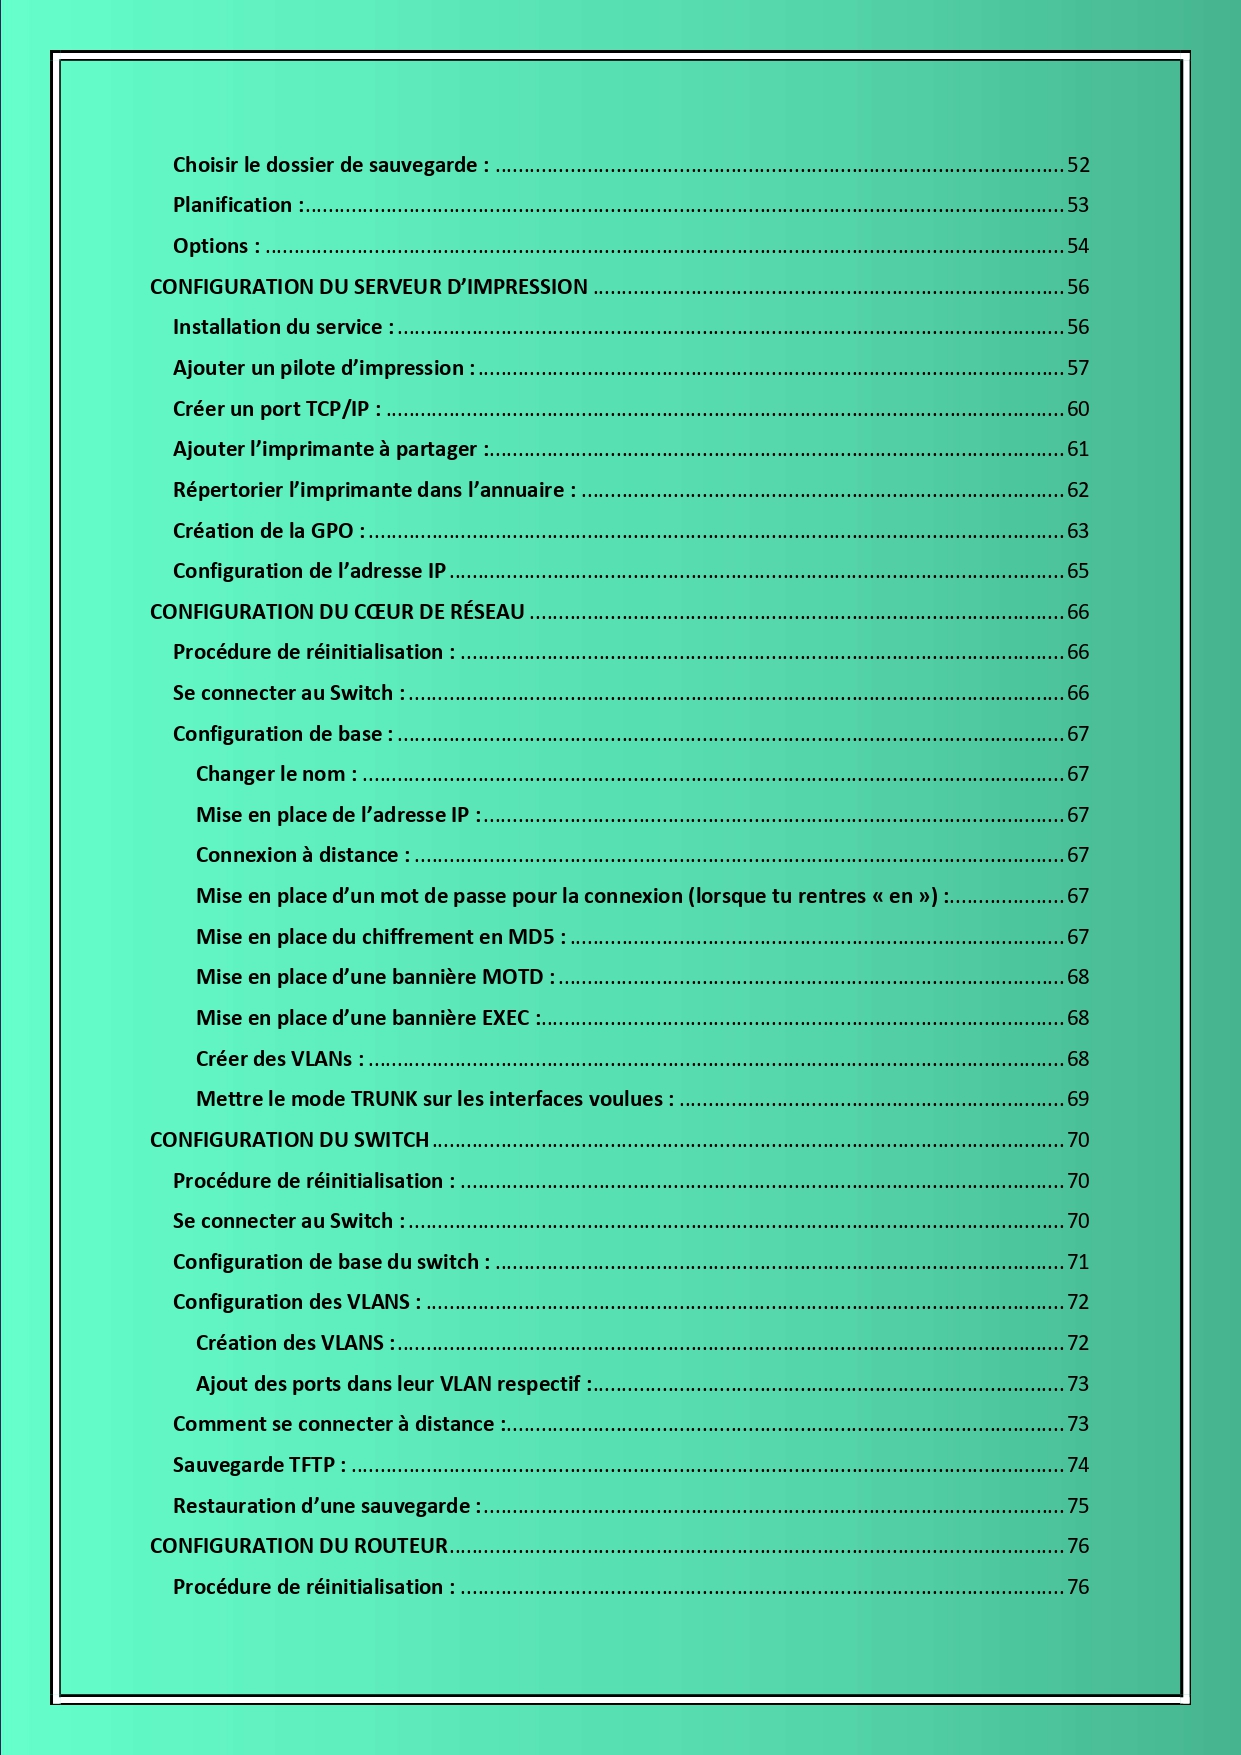 Choisir le dossier de sauvegarde : ........ 52
Planification : ........ 53
Options : ........ 54
CONFIGURATION DU SERVEUR D’IMPRESSION ........ 56
Installation du service : ........ 56
Ajouter un pilote d’impression : ........ 57
Créer un port TCP/IP : ........ 60
Ajouter l’imprimante à partager : ........ 61
Répertorier l’imprimante dans l’annuaire : ........ 62
Création de la GPO : ........ 63
Configuration de l’adresse IP ........ 65
CONFIGURATION DU CŒUR DE RÉSEAU ........ 66
Procédure de réinitialisation : ........ 66
Se connecter au Switch : ........ 66
Configuration de base : ........ 67
Changer le nom : ........ 67
Mise en place de l’adresse IP : ........ 67
Connexion à distance : ........ 67
Mise en place d’un mot de passe pour la connexion (lorsque tu rentres « en ») : ........ 67
Mise en place du chiffrement en MD5 : ........ 67
Mise en place d’une bannière MOTD : ........ 68
Mise en place d’une bannière EXEC : ........ 68
Créer des VLANs : ........ 68
Mettre le mode TRUNK sur les interfaces voulues : ........ 69
CONFIGURATION DU SWITCH ........ 70
Procédure de réinitialisation : ........ 70
Se connecter au Switch : ........ 70
Configuration de base du switch : ........ 71
Configuration des VLANS : ........ 72
Création des VLANS : ........ 72
Ajout des ports dans leur VLAN respectif : ........ 73
Comment se connecter à distance : ........ 73
Sauvegarde TFTP : ........ 74
Restauration d’une sauvegarde : ........ 75
CONFIGURATION DU ROUTEUR ........ 76
Procédure de réinitialisation : ........ 76